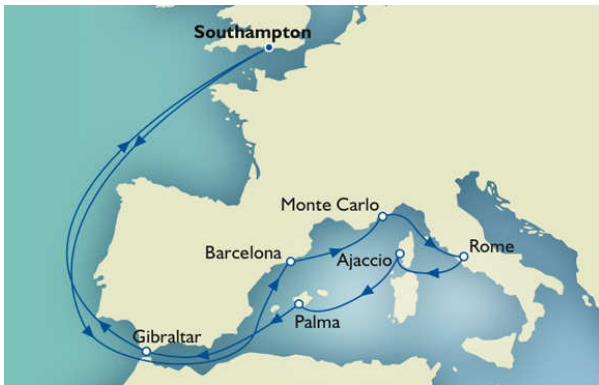 Southampton
Monte Carlo
Barcelona
Ajaccio
Rome
Palma
Gibraltar